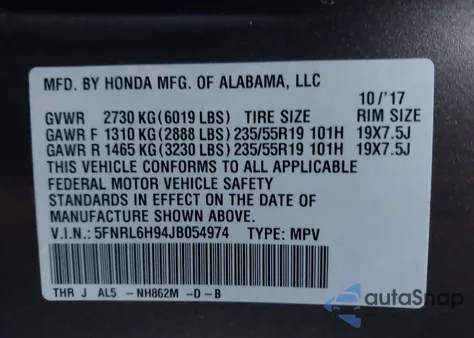 MFD. BY HONDA MFG. OF ALABAMA, LLC
10/'17
GVWR 2730 KG (6019 LBS) TIRE SIZE RIM SIZE
GAWR F 1310 KG (2888 LBS) 235/55R19 101H 19X7.5J
GAWR R 1465 KG (3230 LBS) 235/55R19 101H 19X7.5J
THIS VEHICLE CONFORMS TO ALL APPLICABLE
FEDERAL MOTOR VEHICLE SAFETY
STANDARDS IN EFFECT ON THE DATE OF
MANUFACTURE SHOWN ABOVE.
V.I.N.: 5FNRL6H94JB054974 TYPE: MPV
THR J AL5 -NH862M -D-B
autoSnap